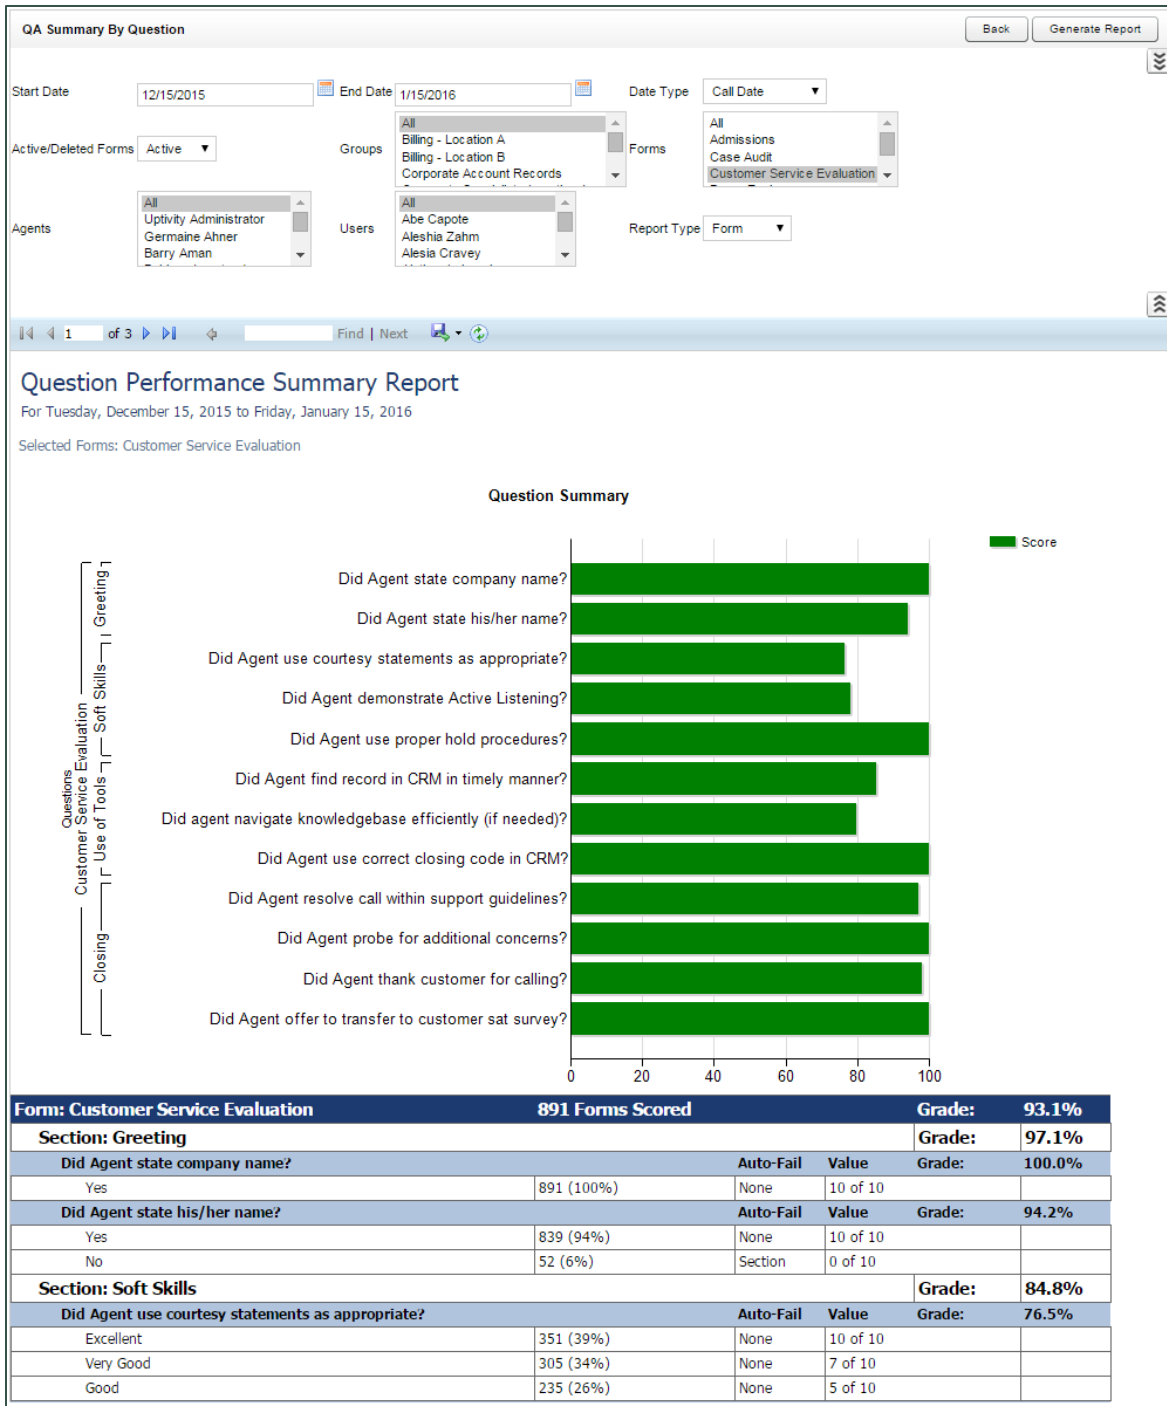 QA Summary By Question Back Generate Report
Start Date 12/15/2015 End Date 1/15/2016 Date Type Call Date
Active/Deleted Forms Active Groups All Billing - Location A Billing - Location B Corporate Account Records Forms All Admissions Case Audit Customer Service Evaluation
Agents All Uptivity Administrator Germaine Ahner Barry Aman Users All Abe Capote Aleshia Zahm Alesia Cravey Report Type Form
1 of 3 Find | Next
Question Performance Summary Report
For Tuesday, December 15, 2015 to Friday, January 15, 2016
Selected Forms: Customer Service Evaluation
Question Summary
Score
Questions
Customer Service Evaluation
Greeting
Soft Skills
Use of Tools
Closing
Did Agent state company name?
Did Agent state his/her name?
Did Agent use courtesy statements as appropriate?
Did Agent demonstrate Active Listening?
Did Agent use proper hold procedures?
Did Agent find record in CRM in timely manner?
Did agent navigate knowledgebase efficiently (if needed)?
Did Agent use correct closing code in CRM?
Did Agent resolve call within support guidelines?
Did Agent probe for additional concerns?
Did Agent thank customer for calling?
Did Agent offer to transfer to customer sat survey?
0 20 40 60 80 100
Form: Customer Service Evaluation 891 Forms Scored Grade: 93.1%
Section: Greeting Grade: 97.1%
Did Agent state company name? Auto-Fail Value Grade: 100.0%
Yes 891 (100%) None 10 of 10
Did Agent state his/her name? Auto-Fail Value Grade: 94.2%
Yes 839 (94%) None 10 of 10
No 52 (6%) Section 0 of 10
Section: Soft Skills Grade: 84.8%
Did Agent use courtesy statements as appropriate? Auto-Fail Value Grade: 76.5%
Excellent 351 (39%) None 10 of 10
Very Good 305 (34%) None 7 of 10
Good 235 (26%) None 5 of 10